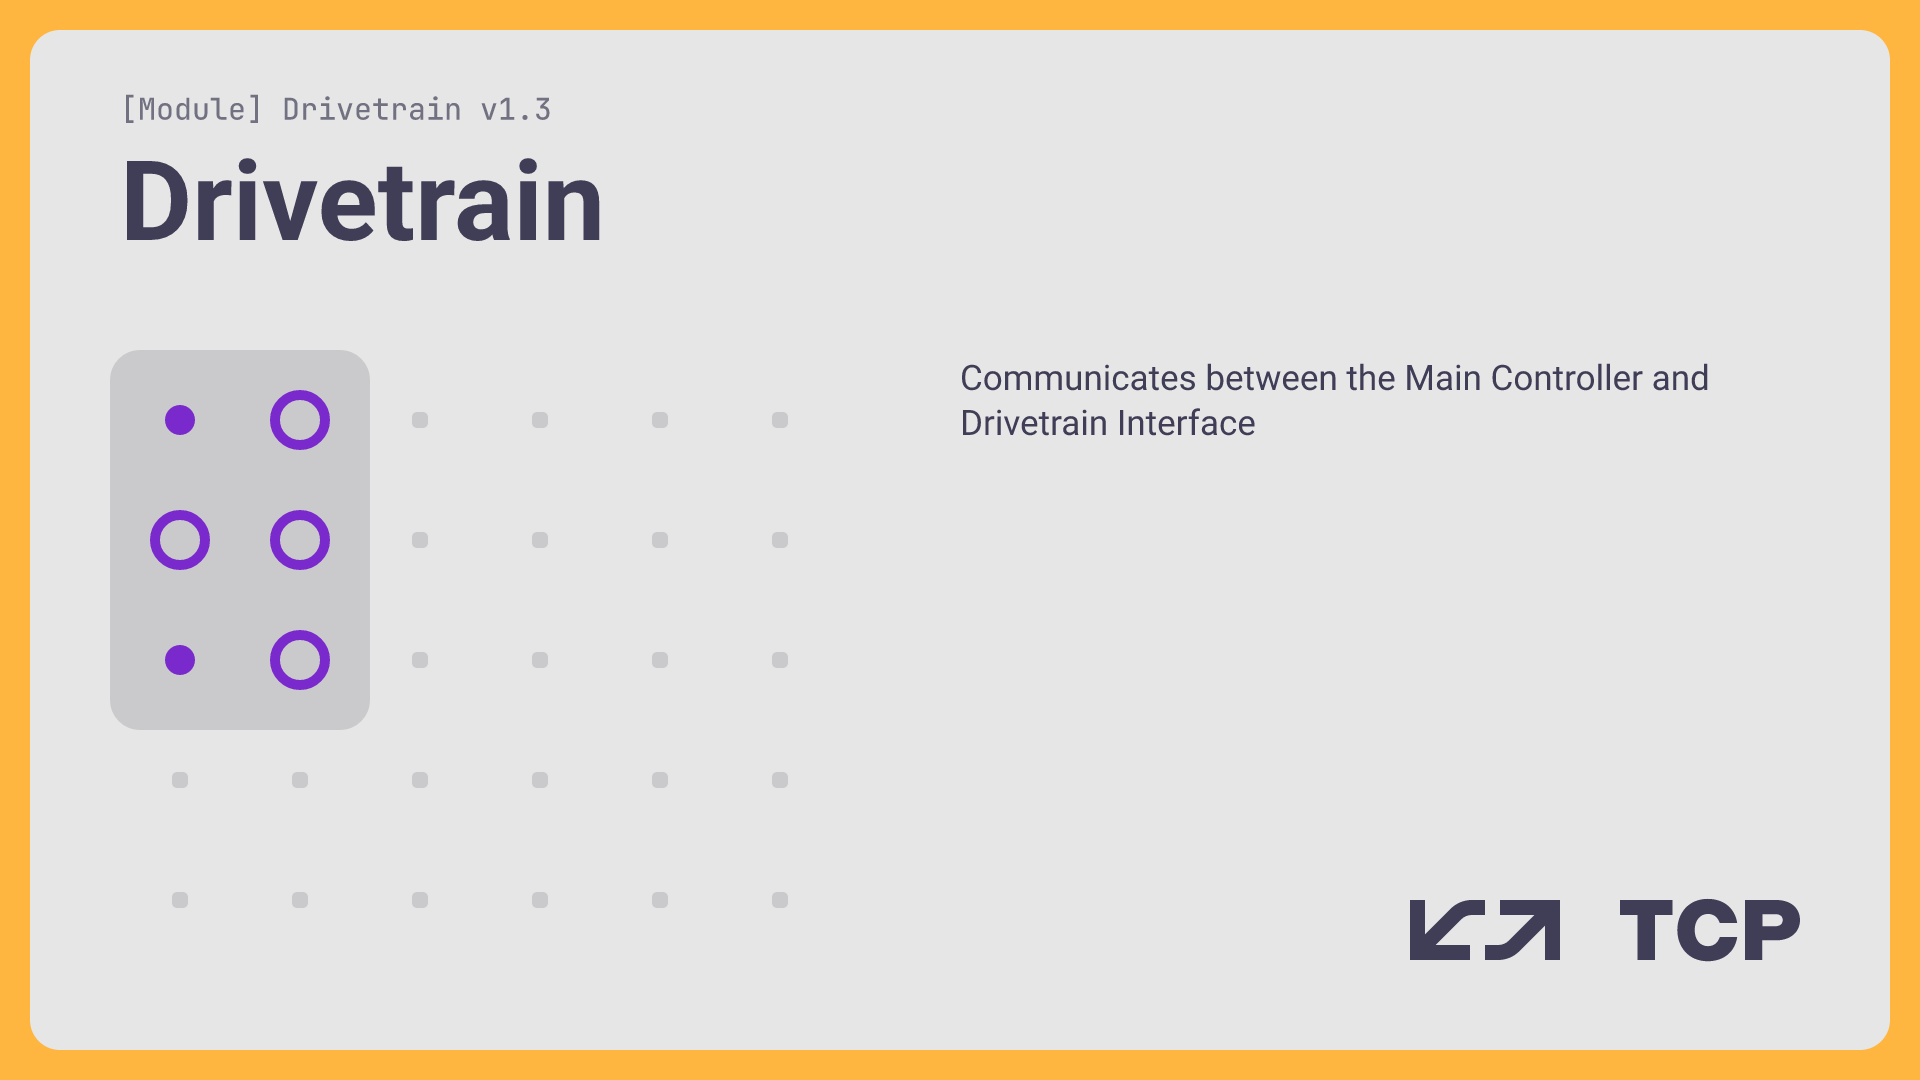 [Module] Drivetrain v1.3
Drivetrain
Communicates between the Main Controller and
Drivetrain Interface
TCP